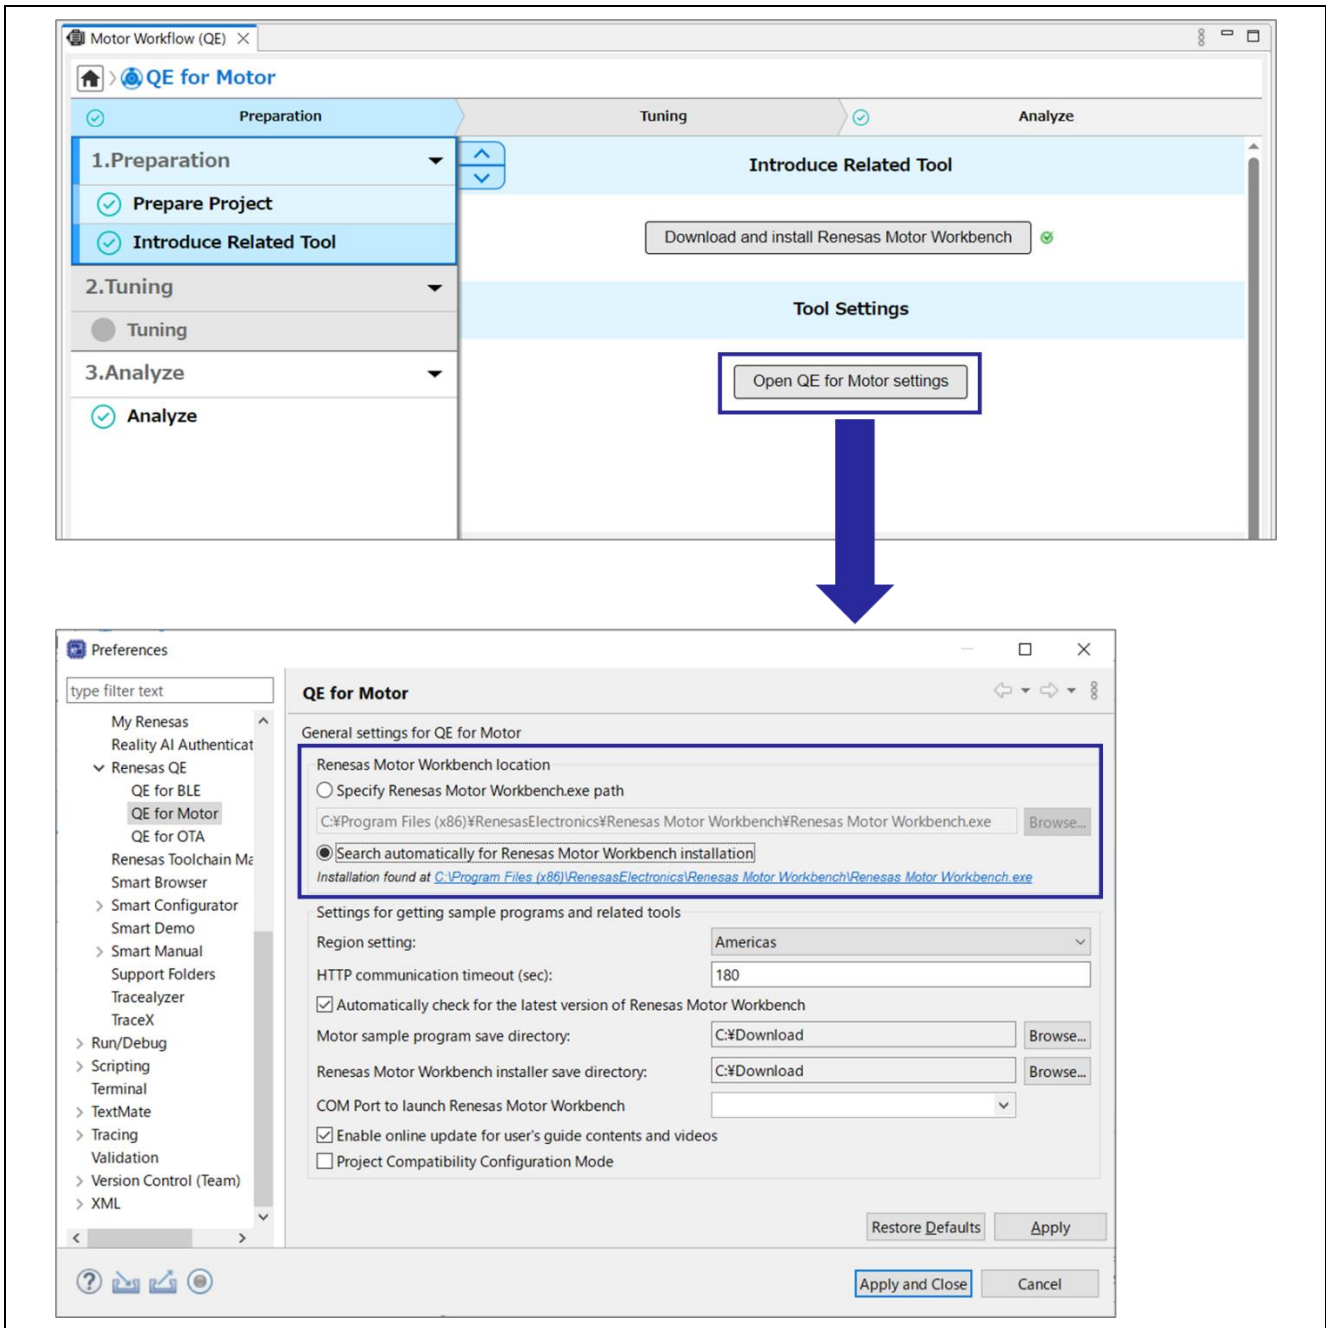 Motor Workflow (QE)
QE for Motor
Preparation
Tuning
Analyze
1.Preparation
Prepare Project
Introduce Related Tool
2.Tuning
Tuning
3.Analyze
Analyze
Introduce Related Tool
Download and install Renesas Motor Workbench
Tool Settings
Open QE for Motor settings
Preferences
type filter text
My Renesas
Reality AI Authenticat
Renesas QE
QE for BLE
QE for Motor
QE for OTA
Renesas Toolchain Ma
Smart Browser
Smart Configurator
Smart Demo
Smart Manual
Support Folders
Tracealyzer
TraceX
Run/Debug
Scripting
Terminal
TextMate
Tracing
Validation
Version Control (Team)
XML
QE for Motor
General settings for QE for Motor
Renesas Motor Workbench location
Specify Renesas Motor Workbench.exe path
C:¥Program Files (x86)¥RenesasElectronics¥Renesas Motor Workbench¥Renesas Motor Workbench.exe Browse...
Search automatically for Renesas Motor Workbench installation
Installation found at C:\Program Files (x86)\RenesasElectronics\Renesas Motor Workbench\Renesas Motor Workbench.exe
Settings for getting sample programs and related tools
Region setting: Americas
HTTP communication timeout (sec): 180
Automatically check for the latest version of Renesas Motor Workbench
Motor sample program save directory: C:¥Download Browse...
Renesas Motor Workbench installer save directory: C:¥Download Browse...
COM Port to launch Renesas Motor Workbench
Enable online update for user's guide contents and videos
Project Compatibility Configuration Mode
Restore Defaults Apply
Apply and Close Cancel